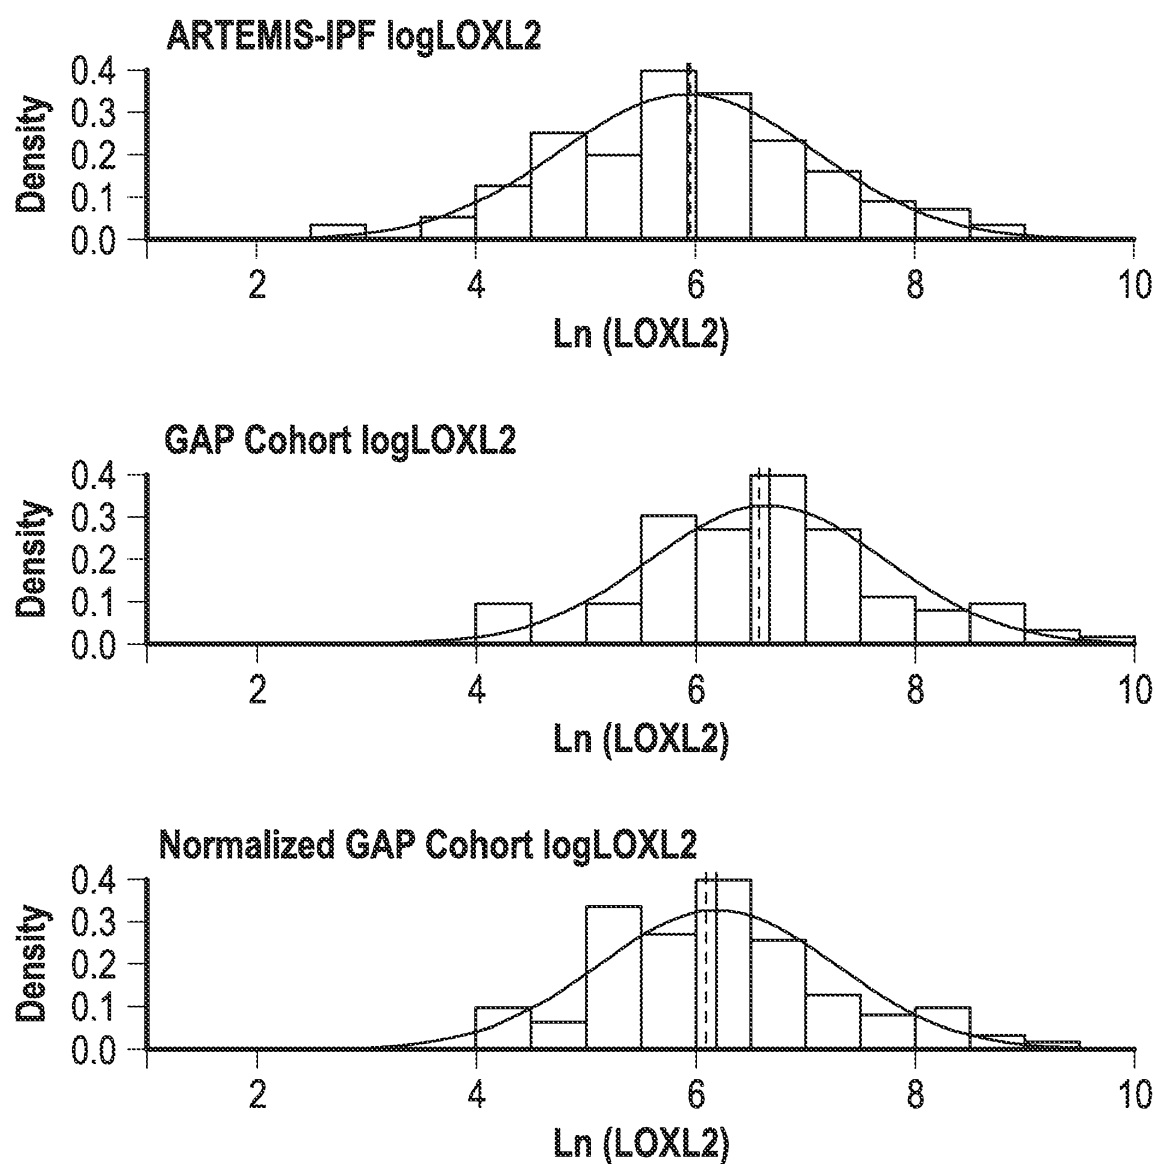 ARTEMIS-IPF logLOXL2
Density
0.4
0.3
0.2
0.1
0.0
2 4 6 8 10
Ln (LOXL2)
GAP Cohort logLOXL2
Density
0.4
0.3
0.2
0.1
0.0
2 4 6 8 10
Ln (LOXL2)
Normalized GAP Cohort logLOXL2
Density
0.4
0.3
0.2
0.1
0.0
2 4 6 8 10
Ln (LOXL2)